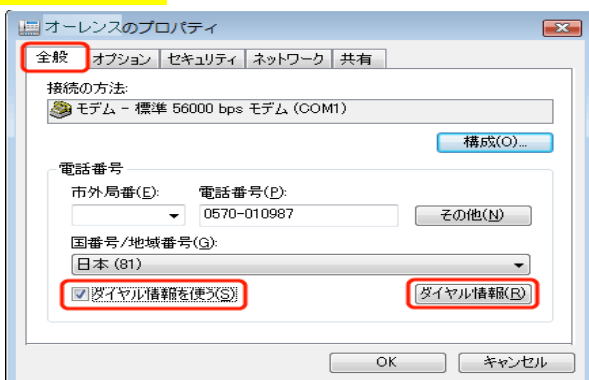 オーレンスのプロパティ
全般 オプション セキュリティ ネットワーク 共有
接続の方法:
モデム - 標準 56000 bps モデム (COM1)
構成(O)...
電話番号
市外局番(E): 電話番号(P):
0570-010987 その他(N)
国番号/地域番号(G):
日本 (81)
ダイヤル情報を使う(S) ダイヤル情報(R)
OK キャンセル